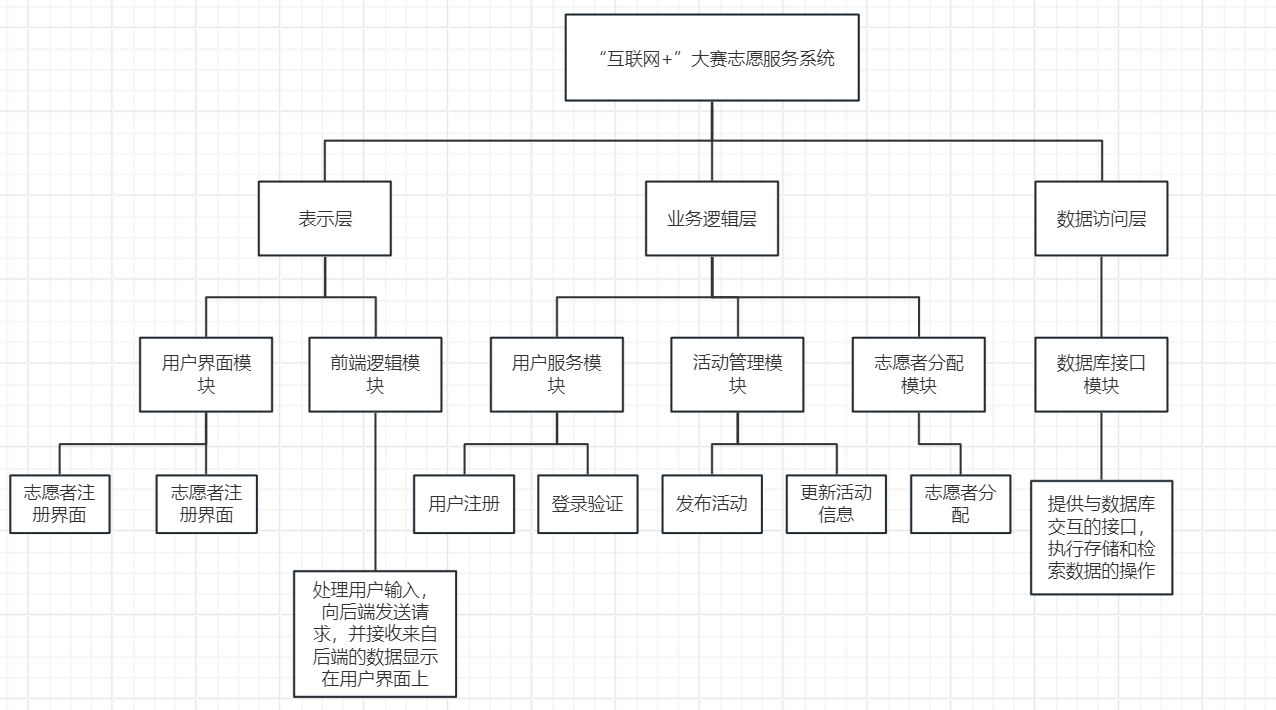 “互联网+”大赛志愿服务系统
表示层
业务逻辑层
数据访问层
用户界面模
块
前端逻辑模
块
用户服务模
块
活动管理模
块
志愿者分配
模块
数据库接口
模块
志愿者注
册界面
志愿者注
册界面
用户注册
登录验证
发布活动
更新活动
信息
志愿者分
配
提供与数据库
交互的接口，
执行存储和检
索数据的操作
处理用户输入，
向后端发送请
求，并接收来自
后端的数据显示
在用户界面上